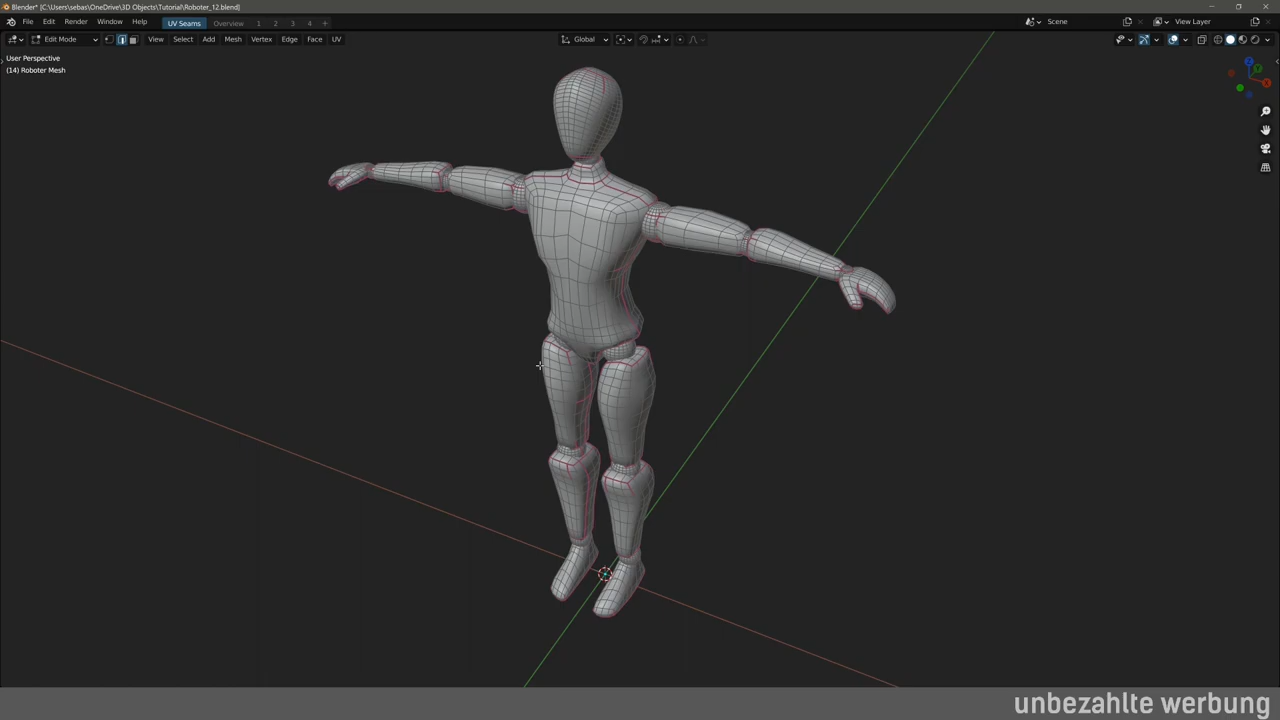 Blender* [C:\Users\sebas\OneDrive\3D Objects\Tutorial\Roboter_12.blend]
File Edit Render Window Help UV Seams Overview 1 2 3 4 + Scene View Layer
Edit Mode View Select Add Mesh Vertex Edge Face UV Global
User Perspective
(14) Roboter Mesh
Z
Y
X
unbezahlte werbung